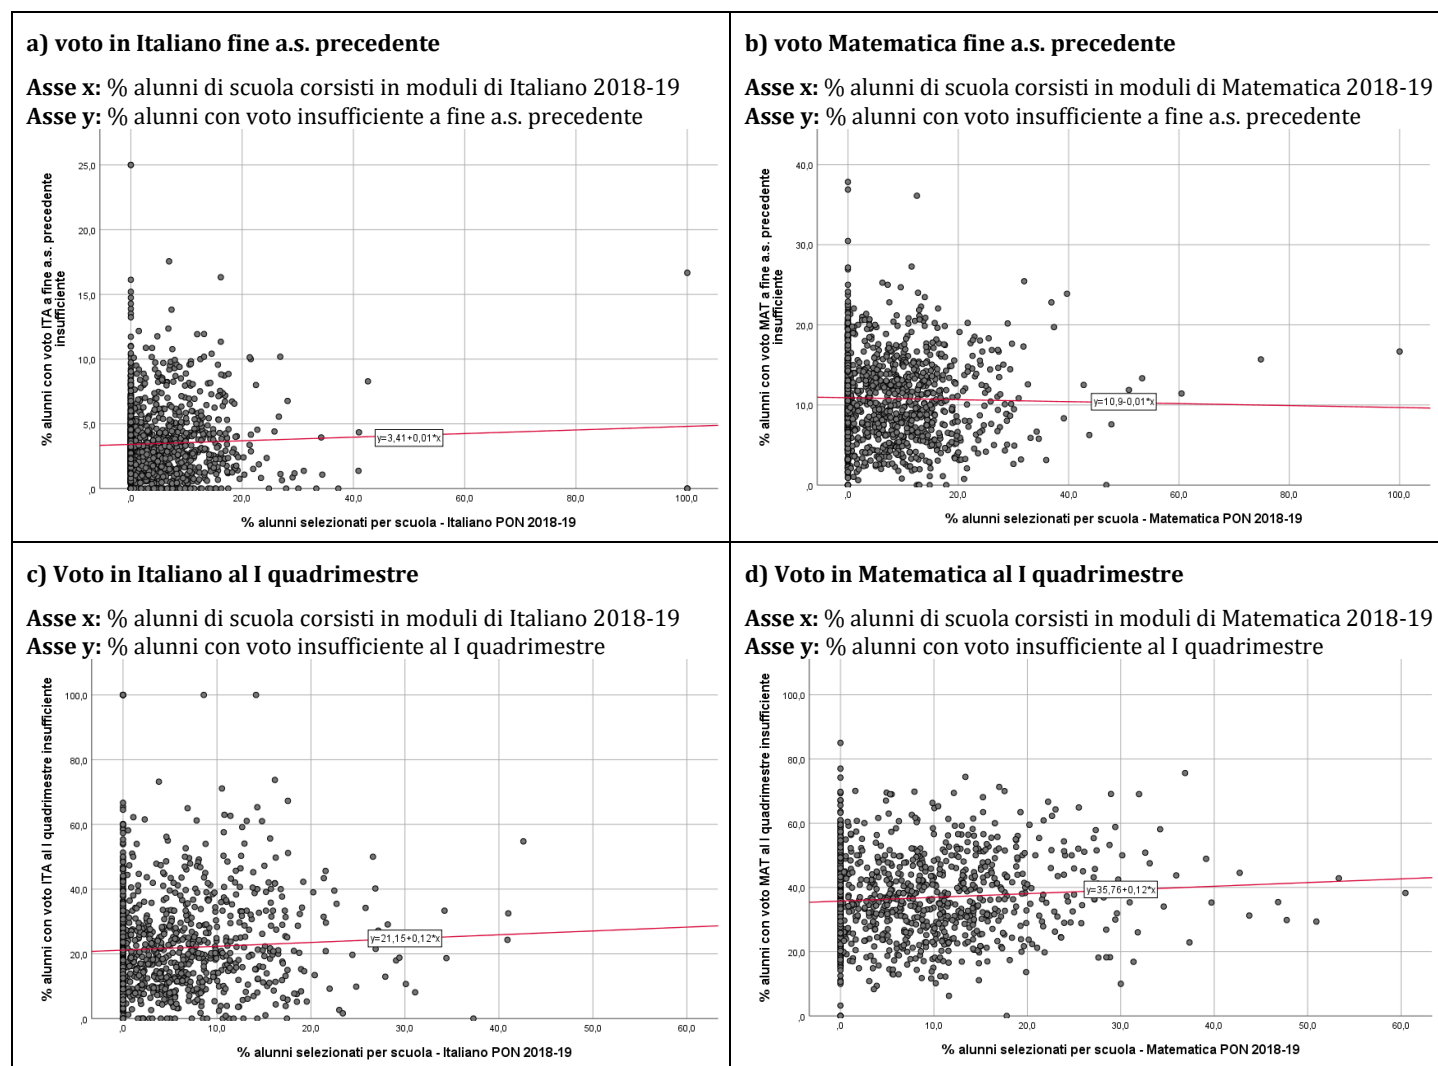 a) voto in Italiano fine a.s. precedente
Asse x: % alunni di scuola corsisti in moduli di Italiano 2018-19
Asse y: % alunni con voto insufficiente a fine a.s. precedente
% alunni con voto ITA a fine a.s. precedente
insufficiente
25,0
20,0
15,0
10,0
5,0
,0
y=3,41+0,01*x
,0 20,0 40,0 60,0 80,0 100,0
% alunni selezionati per scuola - Italiano PON 2018-19
b) voto Matematica fine a.s. precedente
Asse x: % alunni di scuola corsisti in moduli di Matematica 2018-19
Asse y: % alunni con voto insufficiente a fine a.s. precedente
% alunni con voto MAT a fine a.s. precedente
insufficiente
40,0
30,0
20,0
10,0
,0
y=10,9-0,01*x
,0 20,0 40,0 60,0 80,0 100,0
% alunni selezionati per scuola - Matematica PON 2018-19
c) Voto in Italiano al I quadrimestre
Asse x: % alunni di scuola corsisti in moduli di Italiano 2018-19
Asse y: % alunni con voto insufficiente al I quadrimestre
% alunni con voto ITA al I quadrimestre insufficiente
100,0
80,0
60,0
40,0
20,0
,0
y=21,15+0,12*x
,0 10,0 20,0 30,0 40,0 50,0 60,0
% alunni selezionati per scuola - Italiano PON 2018-19
d) Voto in Matematica al I quadrimestre
Asse x: % alunni di scuola corsisti in moduli di Matematica 2018-19
Asse y: % alunni con voto insufficiente al I quadrimestre
% alunni con voto MAT al I quadrimestre insufficiente
100,0
80,0
60,0
40,0
20,0
,0
y=35,76+0,12*x
,0 10,0 20,0 30,0 40,0 50,0 60,0
% alunni selezionati per scuola - Matematica PON 2018-19